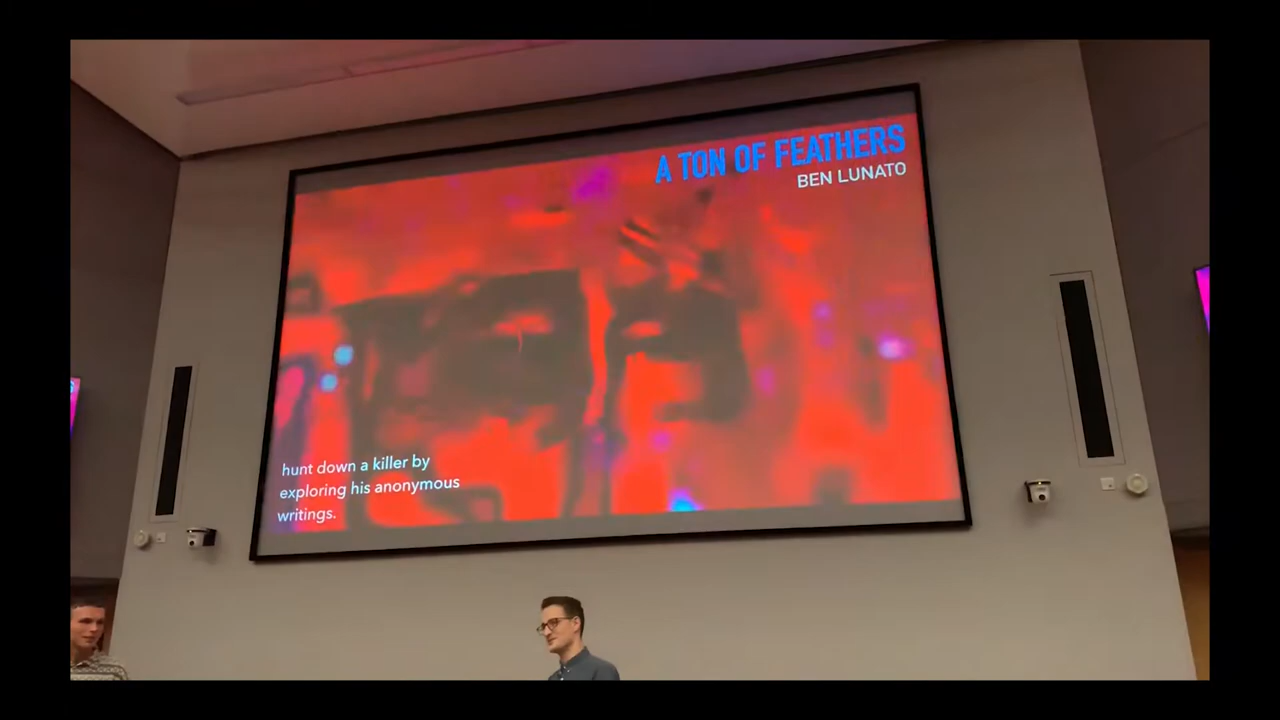 A TON OF FEATHERS
BEN LUNATO
hunt down a killer by
exploring his anonymous
writings.